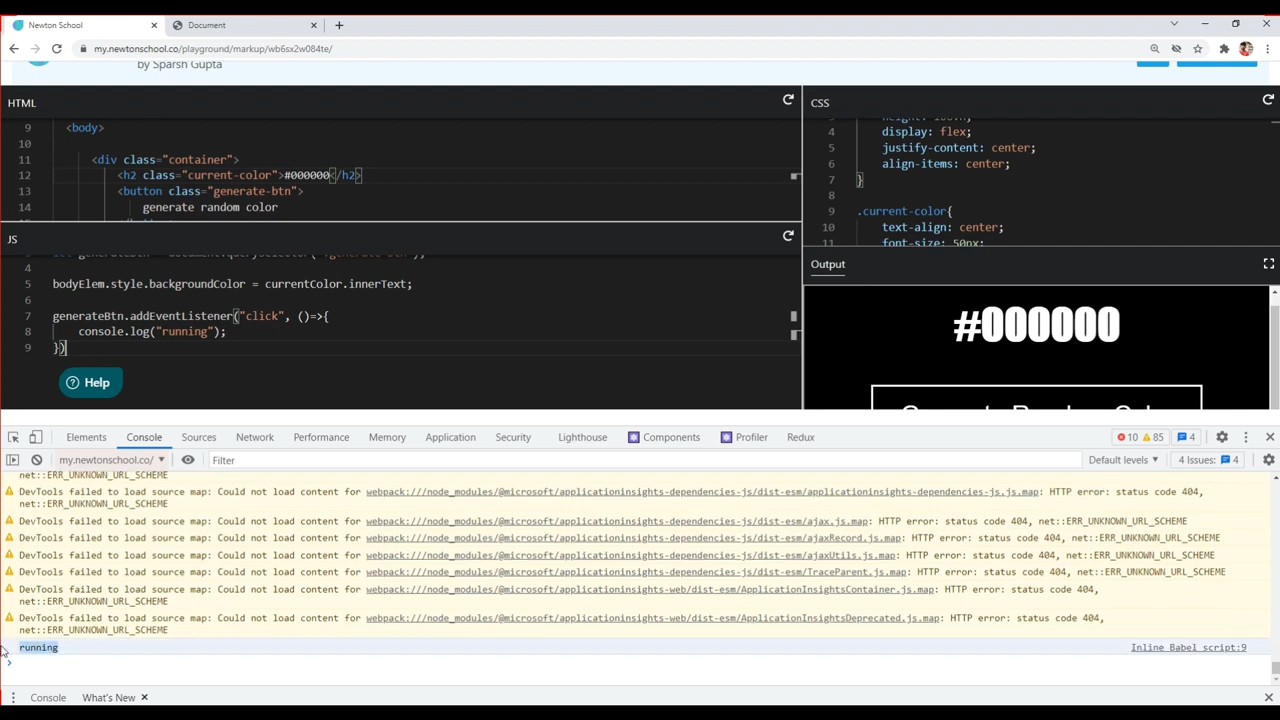 Newton School
Document
my.newtonschool.co/playground/markup/wb6sx2w084te/
by Sparsh Gupta
HTML
9 <body>
10
11 <div class="container">
12 <h2 class="current-color">#000000</h2>
13 <button class="generate-btn">
14 generate random color
CSS
4 display: flex;
5 justify-content: center;
6 align-items: center;
7 }
8
9 .current-color{
10 text-align: center;
11 font-size: 50px;
JS
4
5 bodyElem.style.backgroundColor = currentColor.innerText;
6
7 generateBtn.addEventListener("click", ()=>{
8 console.log("running");
9 })
Help
Output
#000000
Elements Console Sources Network Performance Memory Application Security Lighthouse Components Profiler Redux 10 85 4
my.newtonschool.co/ Filter Default levels 4 Issues: 4
net::ERR_UNKNOWN_URL_SCHEME
DevTools failed to load source map: Could not load content for webpack:///node_modules/@microsoft/applicationinsights-dependencies-js/dist-esm/applicationinsights-dependencies-js.js.map: HTTP error: status code 404,
net::ERR_UNKNOWN_URL_SCHEME
DevTools failed to load source map: Could not load content for webpack:///node_modules/@microsoft/applicationinsights-dependencies-js/dist-esm/ajax.js.map: HTTP error: status code 404, net::ERR_UNKNOWN_URL_SCHEME
DevTools failed to load source map: Could not load content for webpack:///node_modules/@microsoft/applicationinsights-dependencies-js/dist-esm/ajaxRecord.js.map: HTTP error: status code 404, net::ERR_UNKNOWN_URL_SCHEME
DevTools failed to load source map: Could not load content for webpack:///node_modules/@microsoft/applicationinsights-dependencies-js/dist-esm/ajaxUtils.js.map: HTTP error: status code 404, net::ERR_UNKNOWN_URL_SCHEME
DevTools failed to load source map: Could not load content for webpack:///node_modules/@microsoft/applicationinsights-dependencies-js/dist-esm/TraceParent.js.map: HTTP error: status code 404, net::ERR_UNKNOWN_URL_SCHEME
DevTools failed to load source map: Could not load content for webpack:///node_modules/@microsoft/applicationinsights-web/dist-esm/ApplicationInsightsContainer.js.map: HTTP error: status code 404,
net::ERR_UNKNOWN_URL_SCHEME
DevTools failed to load source map: Could not load content for webpack:///node_modules/@microsoft/applicationinsights-web/dist-esm/ApplicationInsightsDeprecated.js.map: HTTP error: status code 404,
net::ERR_UNKNOWN_URL_SCHEME
running Inline Babel script:9
Console What's New